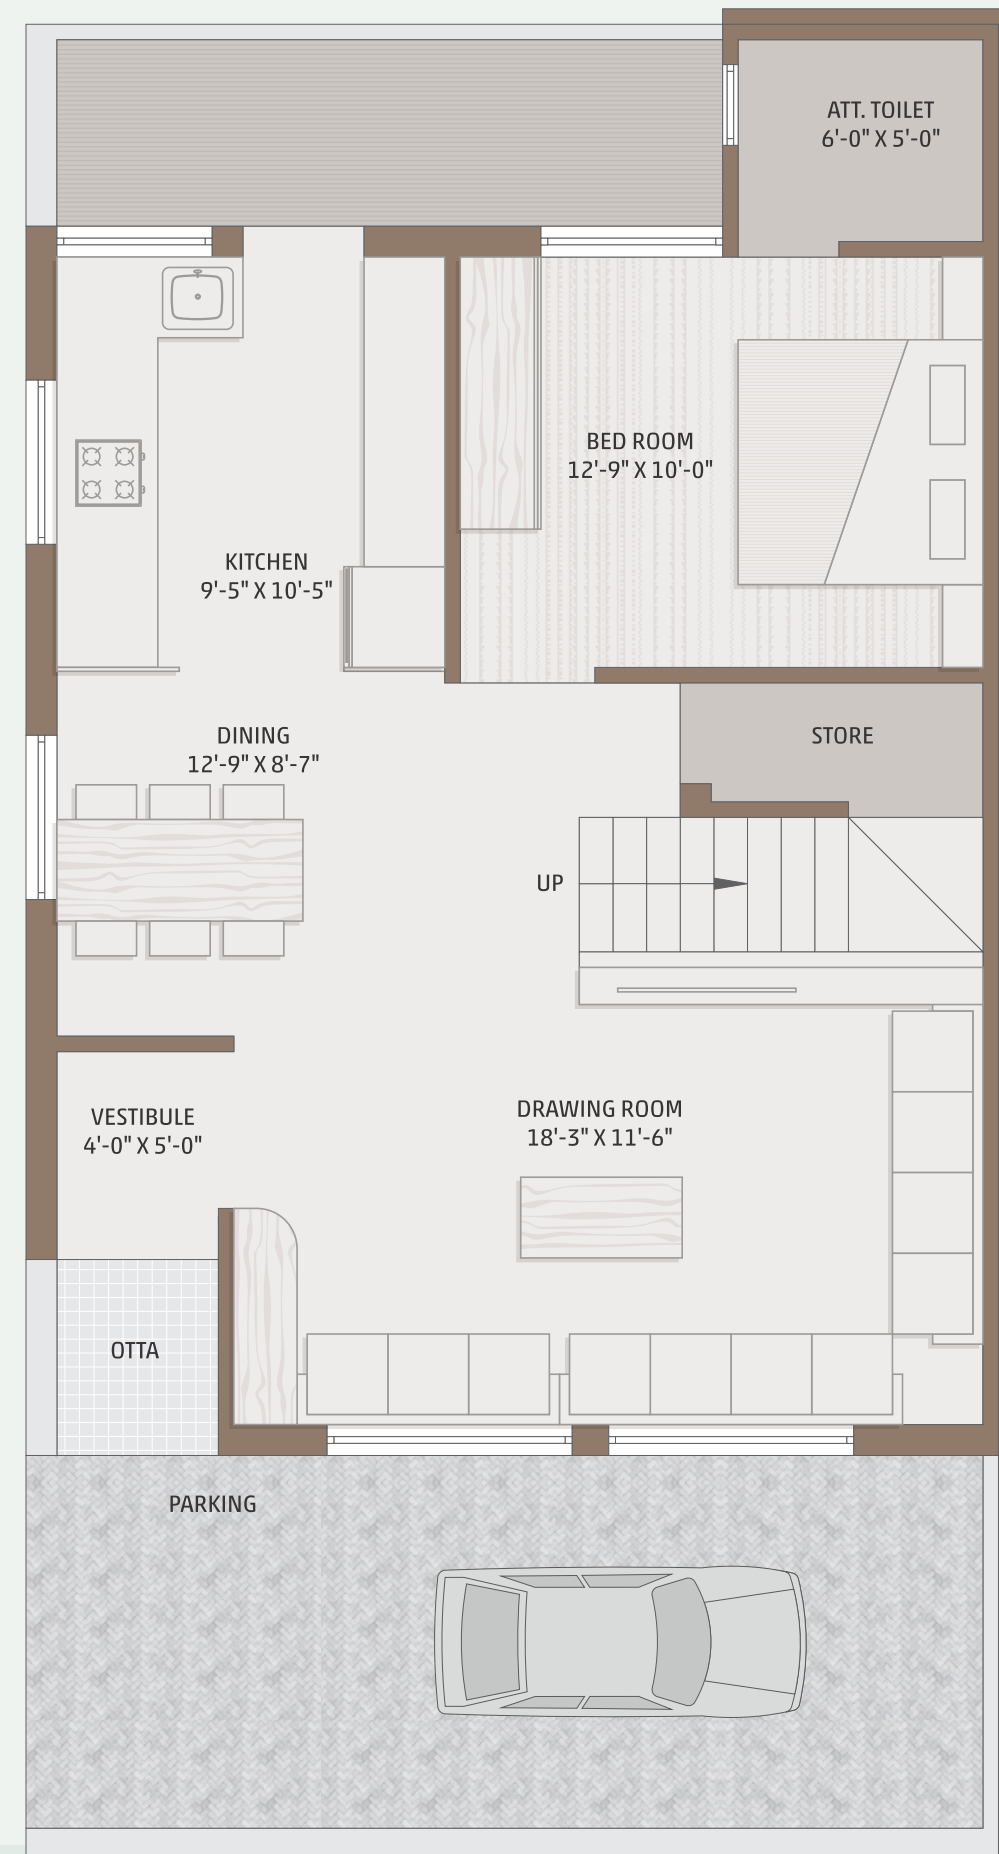 ATT. TOILET
6'-0" X 5'-0"
BED ROOM
12'-9" X 10'-0"
KITCHEN
9'-5" X 10'-5"
DINING
12'-9" X 8'-7"
STORE
UP
DRAWING ROOM
18'-3" X 11'-6"
VESTIBULE
4'-0" X 5'-0"
OTTA
PARKING